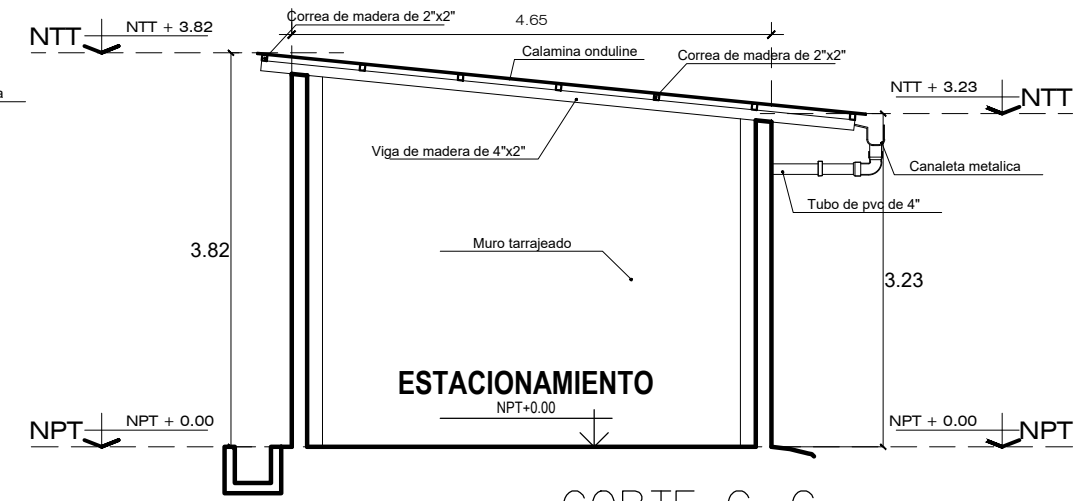 Correa de madera de 2"x2"
4.65
NTT
NTT + 3.82
Calamina onduline
Correa de madera de 2"x2"
NTT + 3.23
NTT
a
Viga de madera de 4"x2"
Canaleta metalica
Tubo de pvc de 4"
3.82
Muro tarrajeado
3.23
ESTACIONAMIENTO
NPT+0.00
NPT
NPT + 0.00
NPT + 0.00
NPT